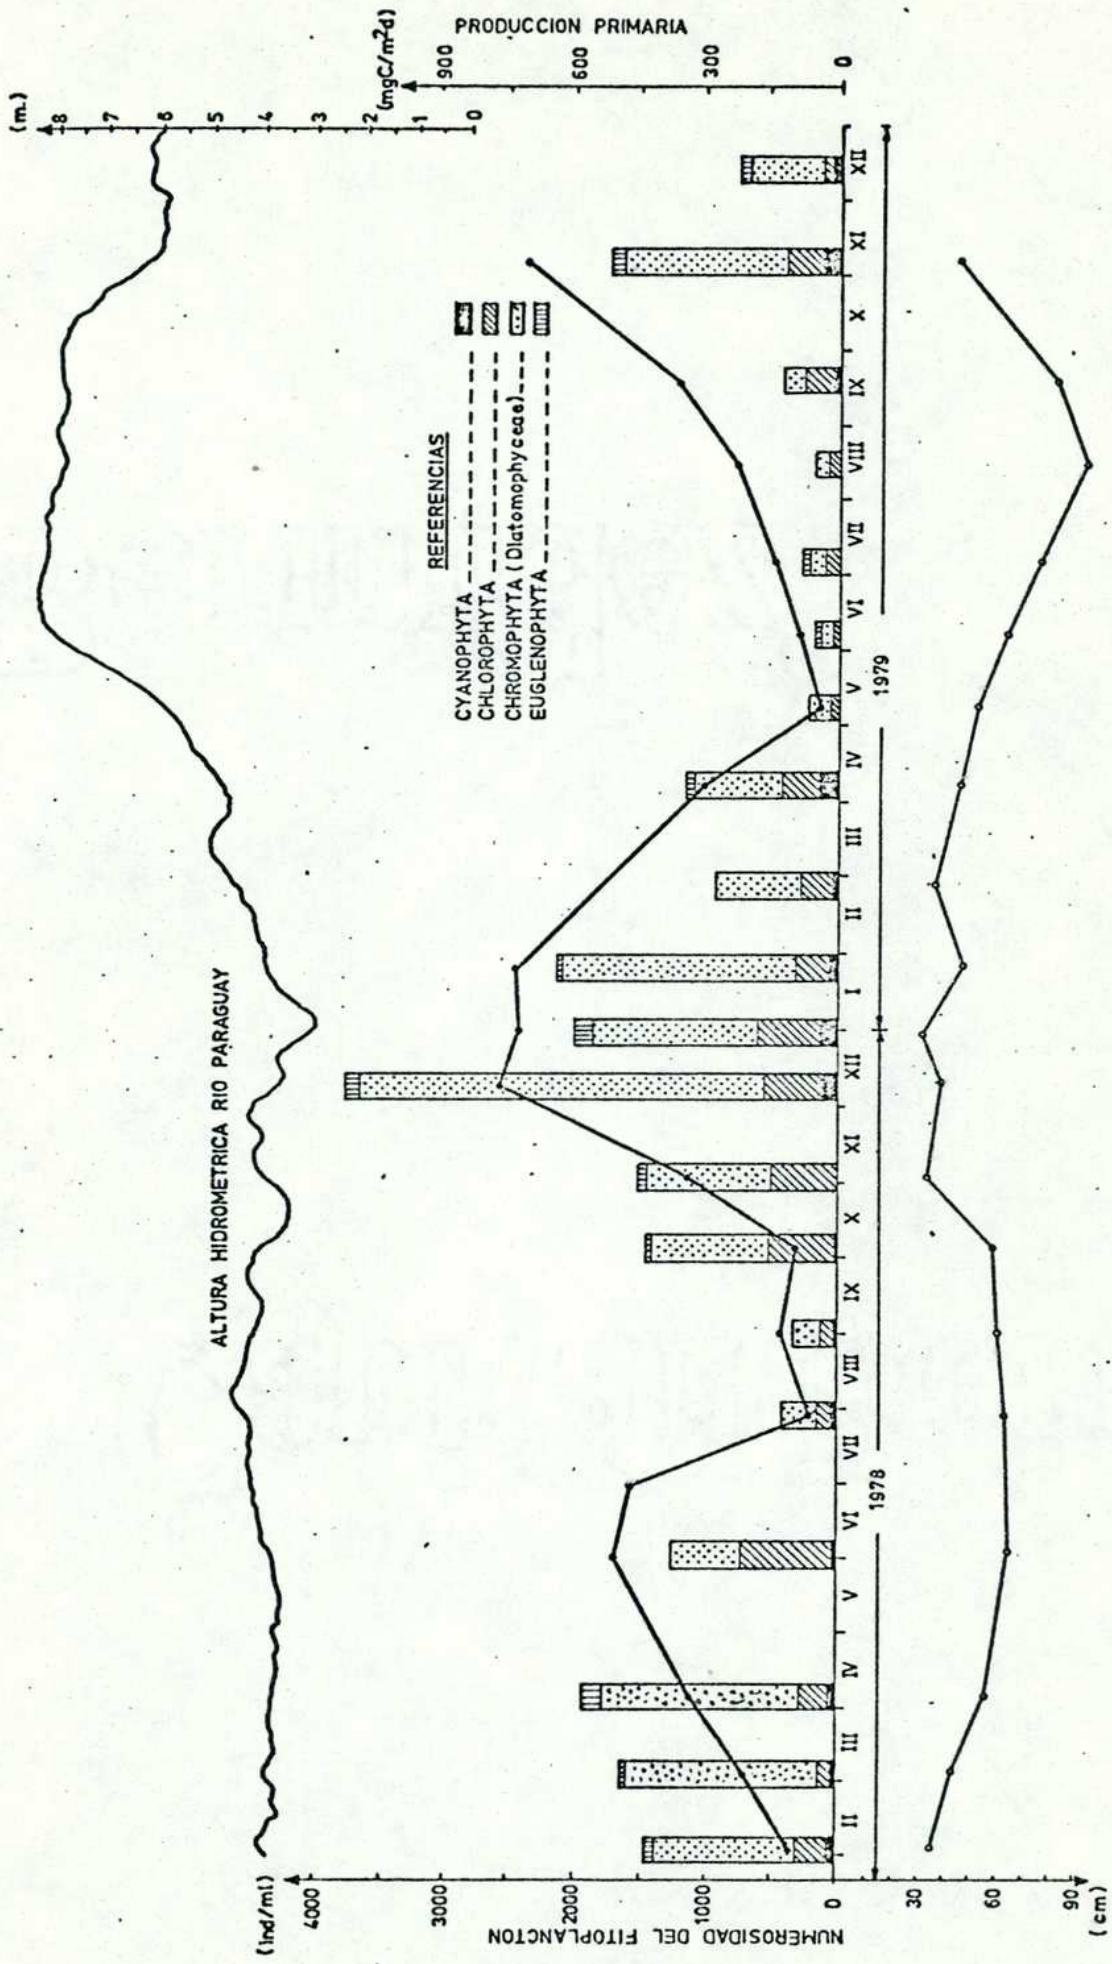 ALTURA HIDROMETRICA RIO PARAGUAY
(m.)
8
7
6
5
4
3
2
1
0
(mgC/m²d)
900
600
300
0
PRODUCCION PRIMARIA
REFERENCIAS
CYANOPHYTA
CHLOROPHYTA
CHROMOPHYTA (Diatomophyceae)
EUGLENOPHYTA
(ind/ml)
4000
3000
2000
1000
0
NUMEROSIDAD DEL FITOPLANCTON
II III IV V VI VII VIII IX X XI XII I II III IV V VI VII VIII IX X XI XII
1978 1979
30
60
90
(cm)